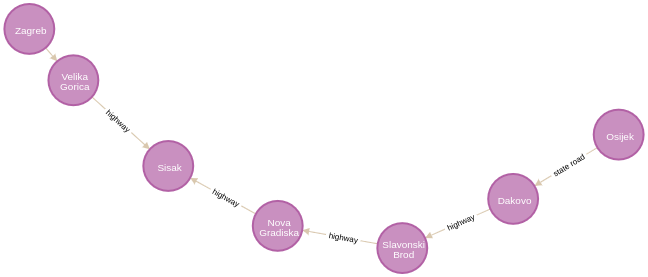 Zagreb
Velika
Gorica
highway
Sisak
highway
Nova
Gradiska
highway
Slavonski
Brod
highway
Dakovo
state road
Osijek